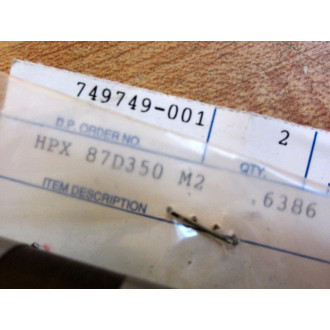 749749-001 2
D.P. ORDER NO. QTY.
HPX 87D350 M2 .6386
ITEM DESCRIPTION